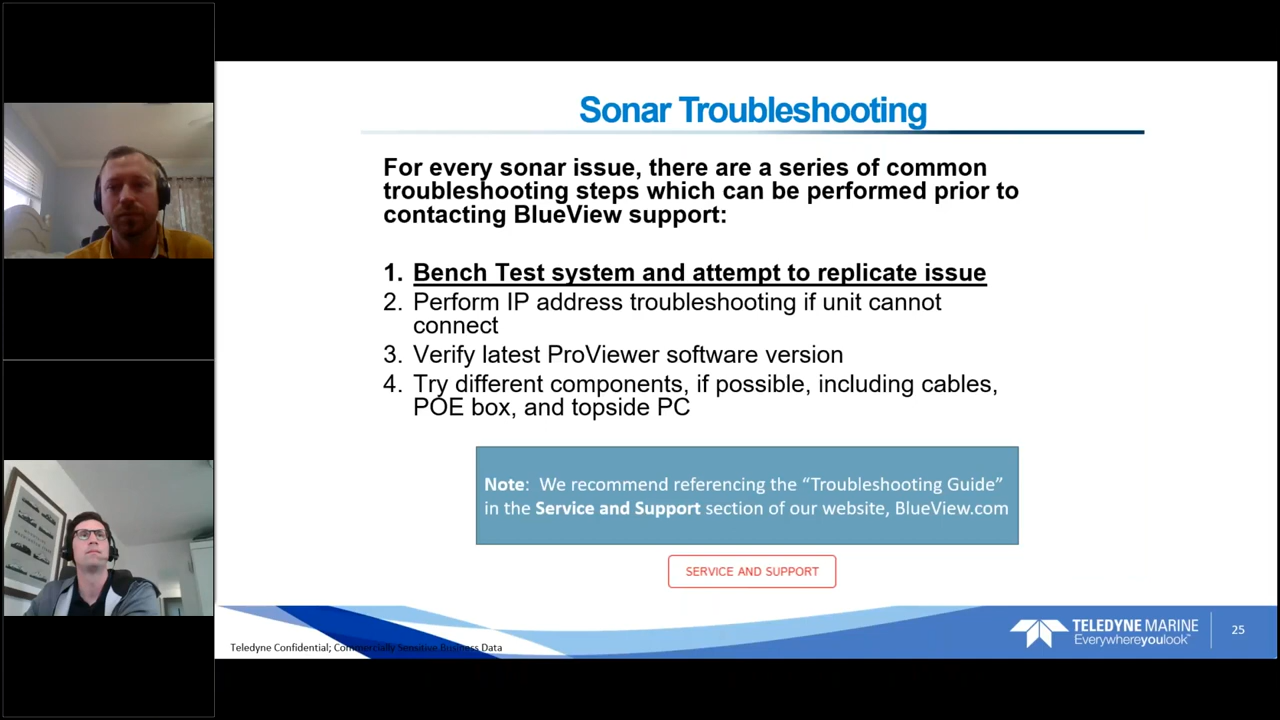 Sonar Troubleshooting
For every sonar issue, there are a series of common
troubleshooting steps which can be performed prior to
contacting BlueView support:
1. Bench Test system and attempt to replicate issue
2. Perform IP address troubleshooting if unit cannot
connect
3. Verify latest ProViewer software version
4. Try different components, if possible, including cables,
POE box, and topside PC
Note: We recommend referencing the “Troubleshooting Guide”
in the Service and Support section of our website, BlueView.com
SERVICE AND SUPPORT
Teledyne Confidential; Commercially Sensitive Business Data
TELEDYNE MARINE
Everywhereyoulook™
25